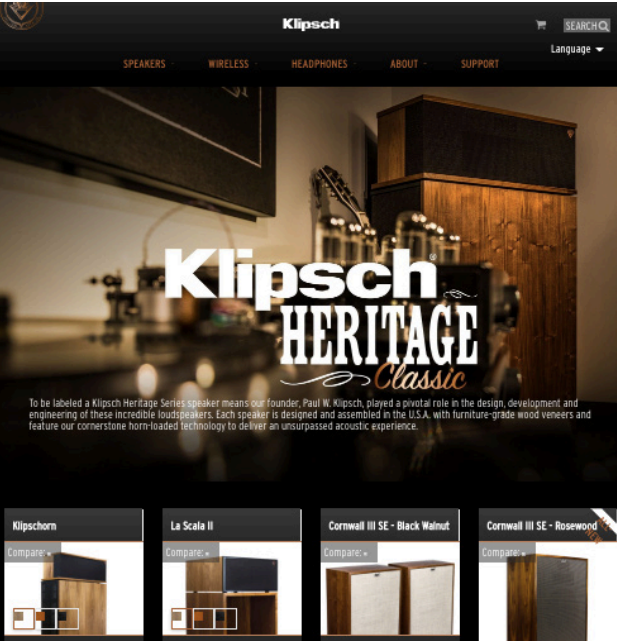 Klipsch
SEARCH
Language
SPEAKERS
WIRELESS
HEADPHONES
ABOUT
SUPPORT
Klipsch®
HERITAGE
Classic
To be labeled a Klipsch Heritage Series speaker means our founder, Paul W. Klipsch, played a pivotal role in the design, development and
engineering of these incredible loudspeakers. Each speaker is designed and assembled in the U.S.A. with furniture-grade wood veneers and
feature our cornerstone horn-loaded technology to deliver an unsurpassed acoustic experience.
Klipschorn
La Scala II
Cornwall III SE - Black Walnut
Cornwall III SE - Rosewood
NEW
Compare:
Compare:
Compare:
Compare: